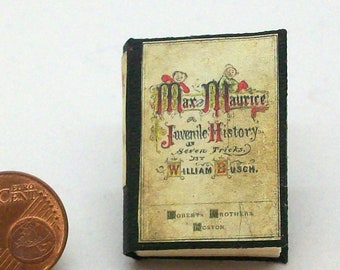 Max and Maurice
a
Juvenile History
in
Seven Tricks.
BY
William Busch.
Roberts Brothers
Boston.
CENT